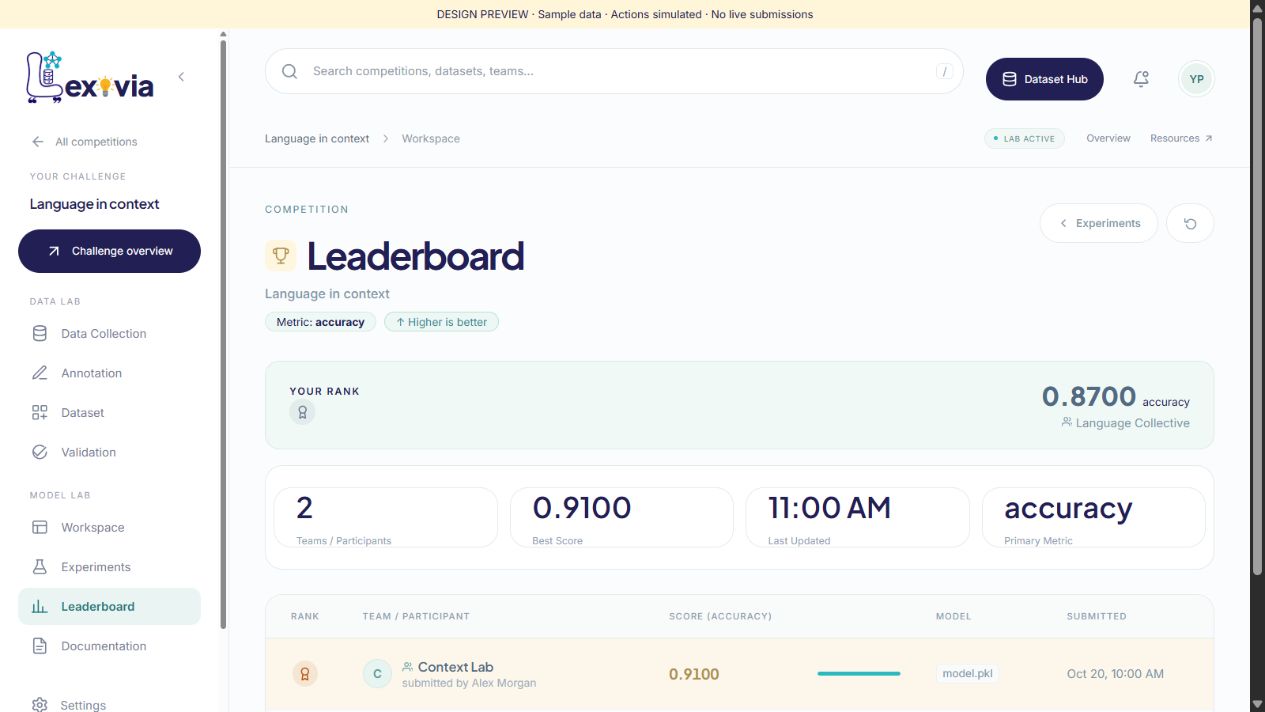 DESIGN PREVIEW · Sample data · Actions simulated · No live submissions
Lexivia
Search competitions, datasets, teams...
/
Dataset Hub
YP
All competitions
Language in context
Workspace
LAB ACTIVE
Overview
Resources
YOUR CHALLENGE
Language in context
Challenge overview
DATA LAB
Data Collection
Annotation
Dataset
Validation
MODEL LAB
Workspace
Experiments
Leaderboard
Documentation
Settings
COMPETITION
Experiments
Leaderboard
Language in context
Metric: accuracy
↑ Higher is better
YOUR RANK
0.8700 accuracy
Language Collective
2
Teams / Participants
0.9100
Best Score
11:00 AM
Last Updated
accuracy
Primary Metric
RANK TEAM / PARTICIPANT SCORE (ACCURACY) MODEL SUBMITTED
C Context Lab 0.9100 model.pkl Oct 20, 10:00 AM
submitted by Alex Morgan